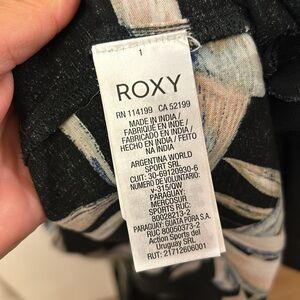 1
ROXY
RN 114199 CA 52199
MADE IN INDIA /
FABRIQUÉ EN INDE /
FABRICADO EN INDIA /
HECHO EN INDIA / FEITO
NA INDIA
ARGENTINA WORLD
SPORT SRL
CUIT: 30-69120930-6
NUMERO DE VOLUNTARIO:
v-315/0W
PARAGUAY:
MERCOSUR
SPORTS RUC:
80028213-2
PARAGUAY: GUATA PORA S.A.
RUC 80050373-2
Action Sports del
Uruguay SRL
RUT: 21712606001